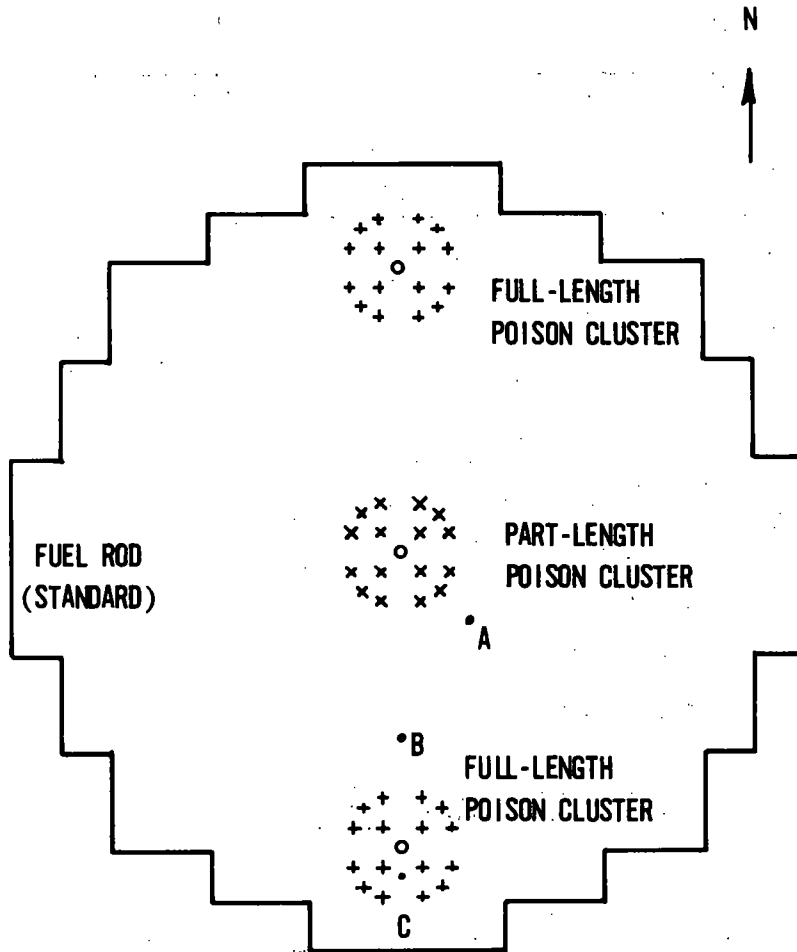 N
FULL-LENGTH
POISON CLUSTER
FUEL ROD
(STANDARD)
PART-LENGTH
POISON CLUSTER
A
B
FULL-LENGTH
POISON CLUSTER
C